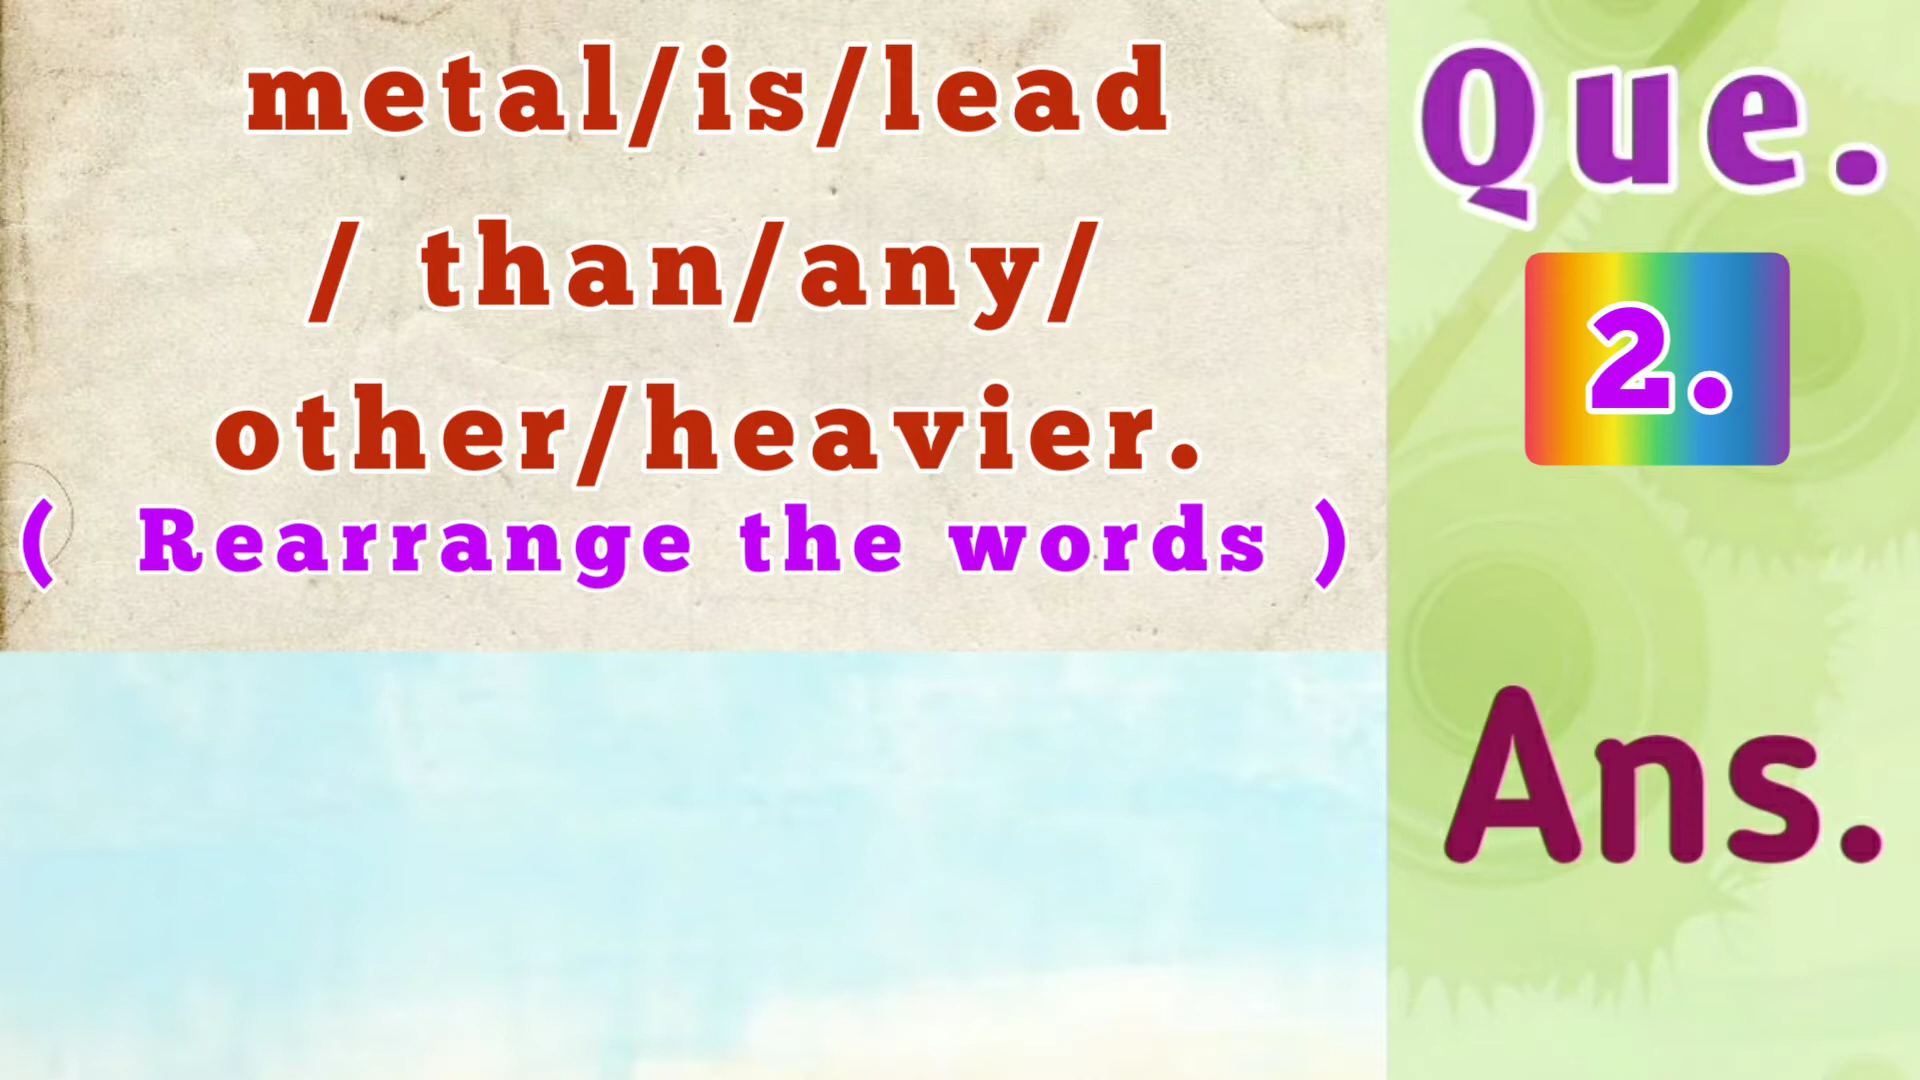 metal/is/lead
/ than/any/
other/heavier.
( Rearrange the words )
Que.
2.
Ans.